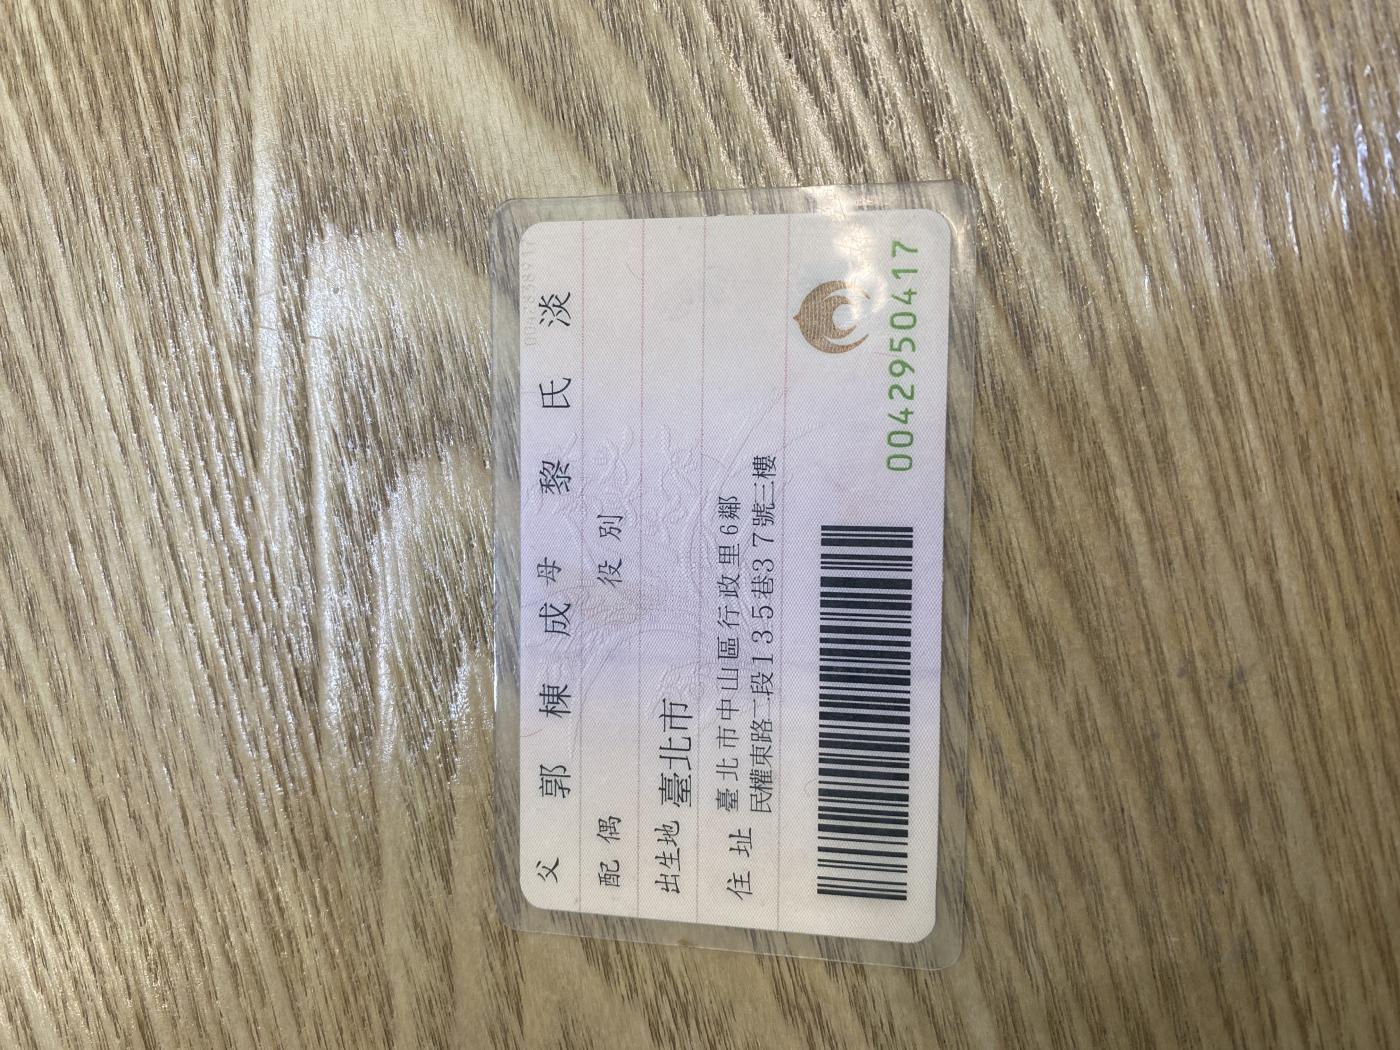 父 郭棟成 母 黎氏淡
配偶 役別
出生地 臺北市
住址 臺北市中山區行政里6鄰
民權東路二段135巷37號三樓
0042950417